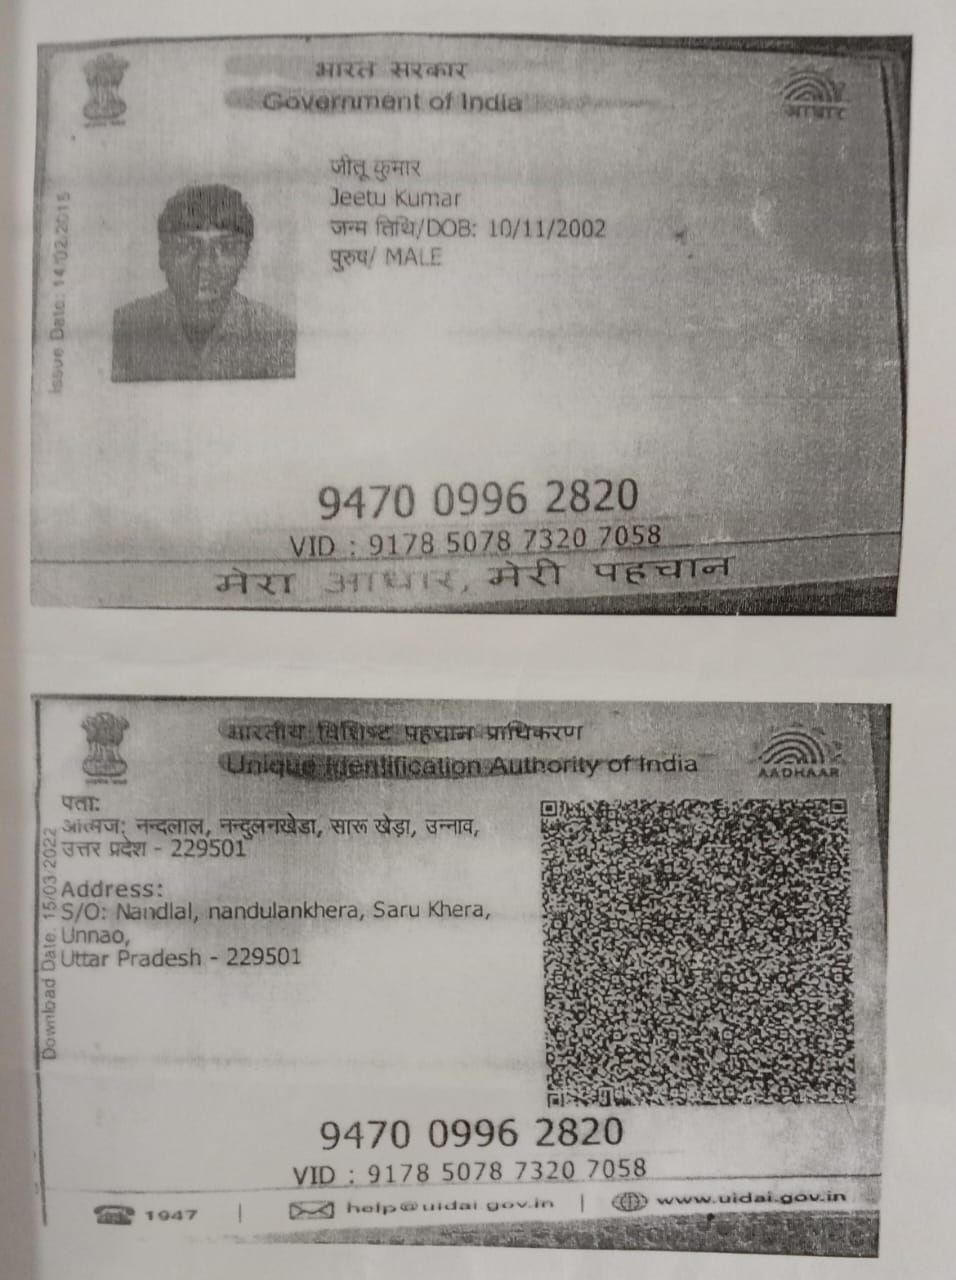 भारत सरकार
Government of India
आधार
Issue Date: 14/02/2015
जीतू कुमार
Jeetu Kumar
जन्म तिथि/DOB: 10/11/2002
पुरुष/ MALE
9470 0996 2820
VID : 9178 5078 7320 7058
मेरा आधार, मेरी पहचान
भारतीय विशिष्ट पहचान प्राधिकरण
Unique Identification Authority of India
AADHAAR
Download Date: 15/03/2022
पता:
आत्मज: नन्दलाल, नन्दुलनखेडा, सारू खेड़ा, उन्नाव,
उत्तर प्रदेश - 229501
Address:
S/O: Nandlal, nandulankhera, Saru Khera,
Unnao,
Uttar Pradesh - 229501
9470 0996 2820
VID : 9178 5078 7320 7058
1947 | help@uidai.gov.in | www.uidai.gov.in